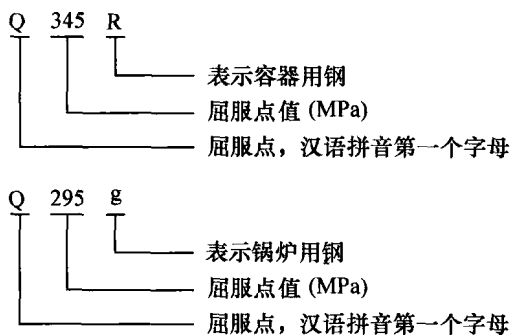 Q 345 R
表示容器用钢
屈服点值 (MPa)
屈服点，汉语拼音第一个字母
Q 295 g
表示锅炉用钢
屈服点值 (MPa)
屈服点，汉语拼音第一个字母